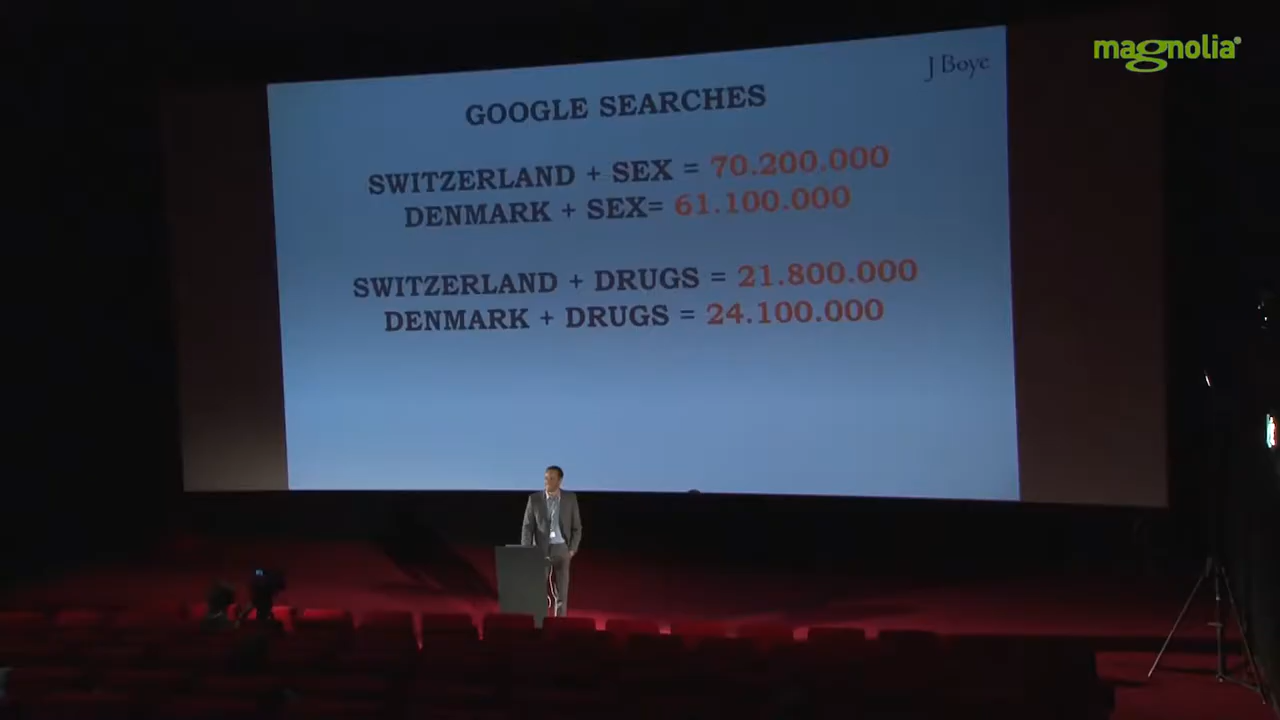 magnolia®
J Boye
GOOGLE SEARCHES
SWITZERLAND + SEX = 70.200.000
DENMARK + SEX= 61.100.000
SWITZERLAND + DRUGS = 21.800.000
DENMARK + DRUGS = 24.100.000